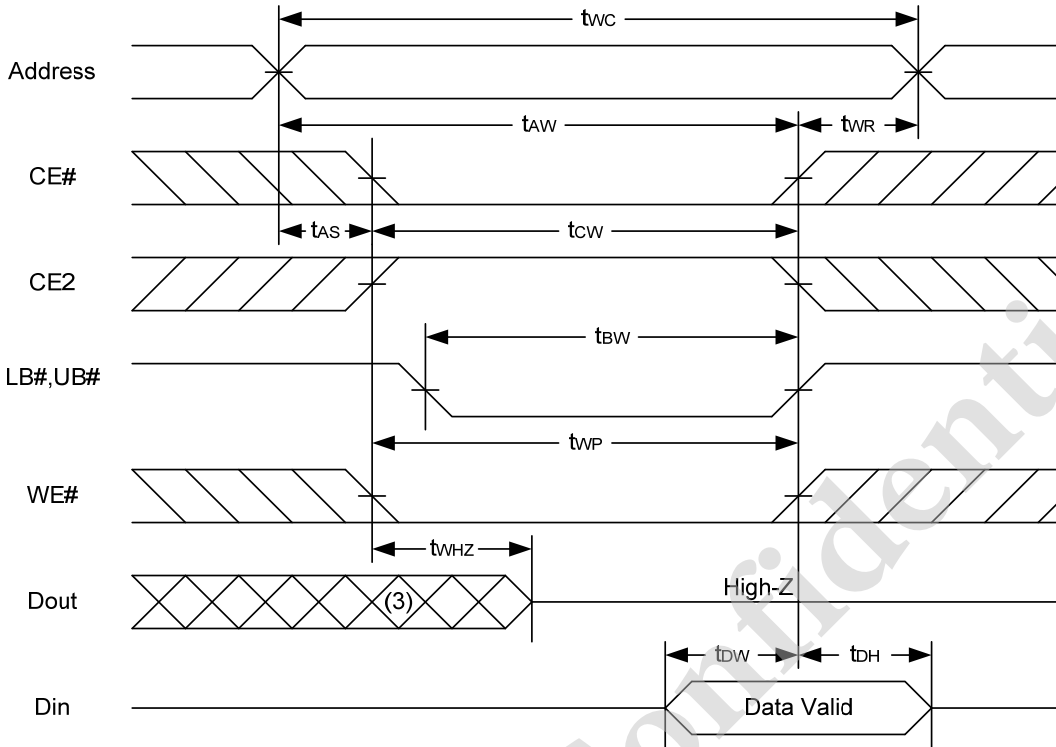 tWC
Address
tAW
tWR
CE#
tAS
tCW
CE2
tBW
LB#,UB#
tWP
WE#
tWHZ
High-Z
Dout
(3)
tDW
tDH
Din
Data Valid
Confidenti